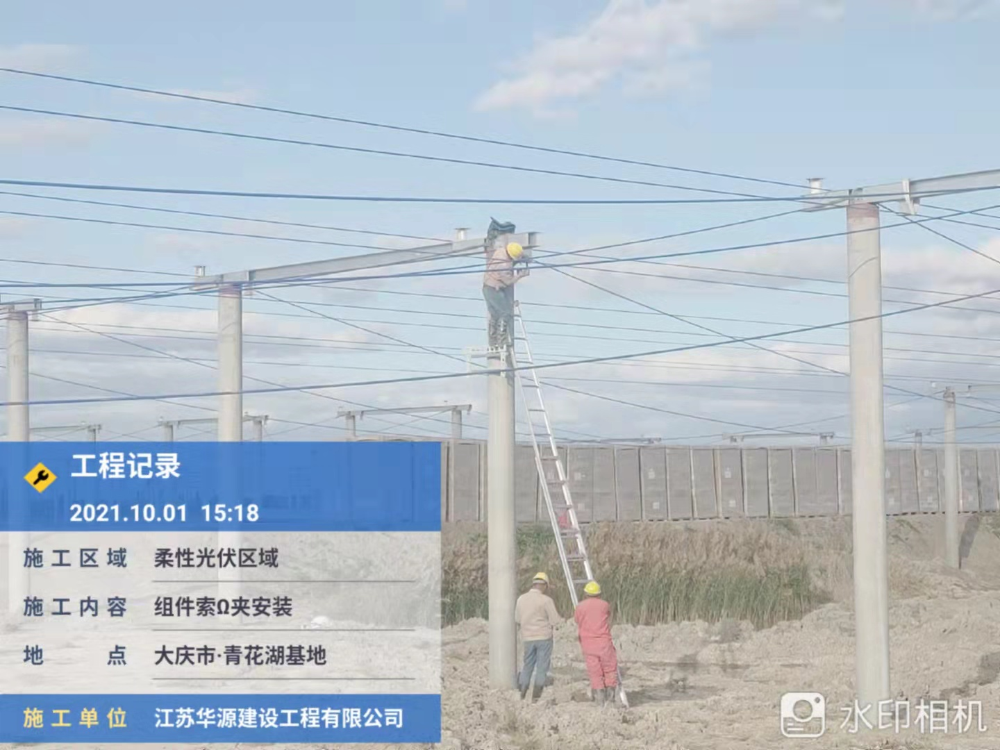 工程记录
2021.10.01 15:18
施工区域 柔性光伏区域
施工内容 组件索Ω夹安装
地点 大庆市·青花湖基地
施工单位 江苏华源建设工程有限公司
水印相机